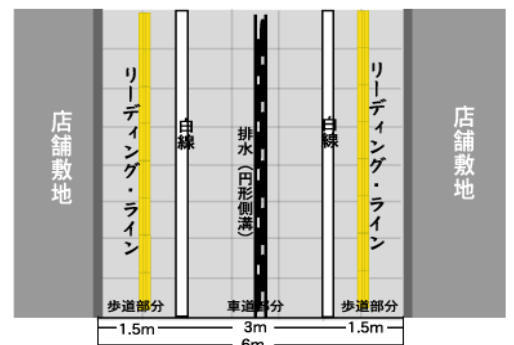 店舗敷地
リーディング・ライン
白線
排水(円形側溝)
白線
リーディング・ライン
店舗敷地
歩道部分
車道部分
歩道部分
1.5m
3m
1.5m
6m